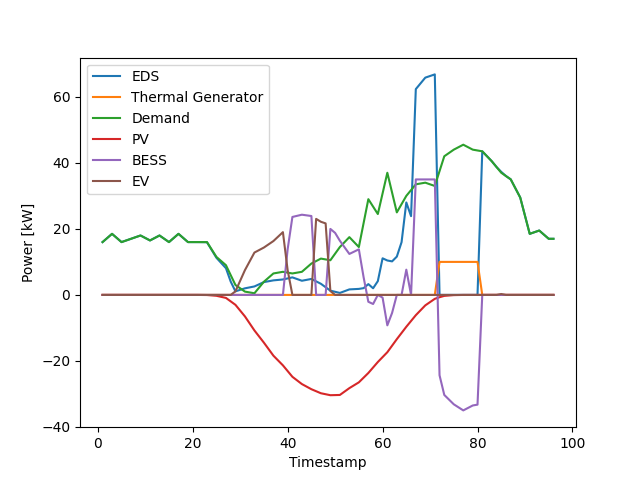 EDS
Thermal Generator
Demand
PV
BESS
EV
Power [kW]
60
40
20
0
−20
−40
0 20 40 60 80 100
Timestamp